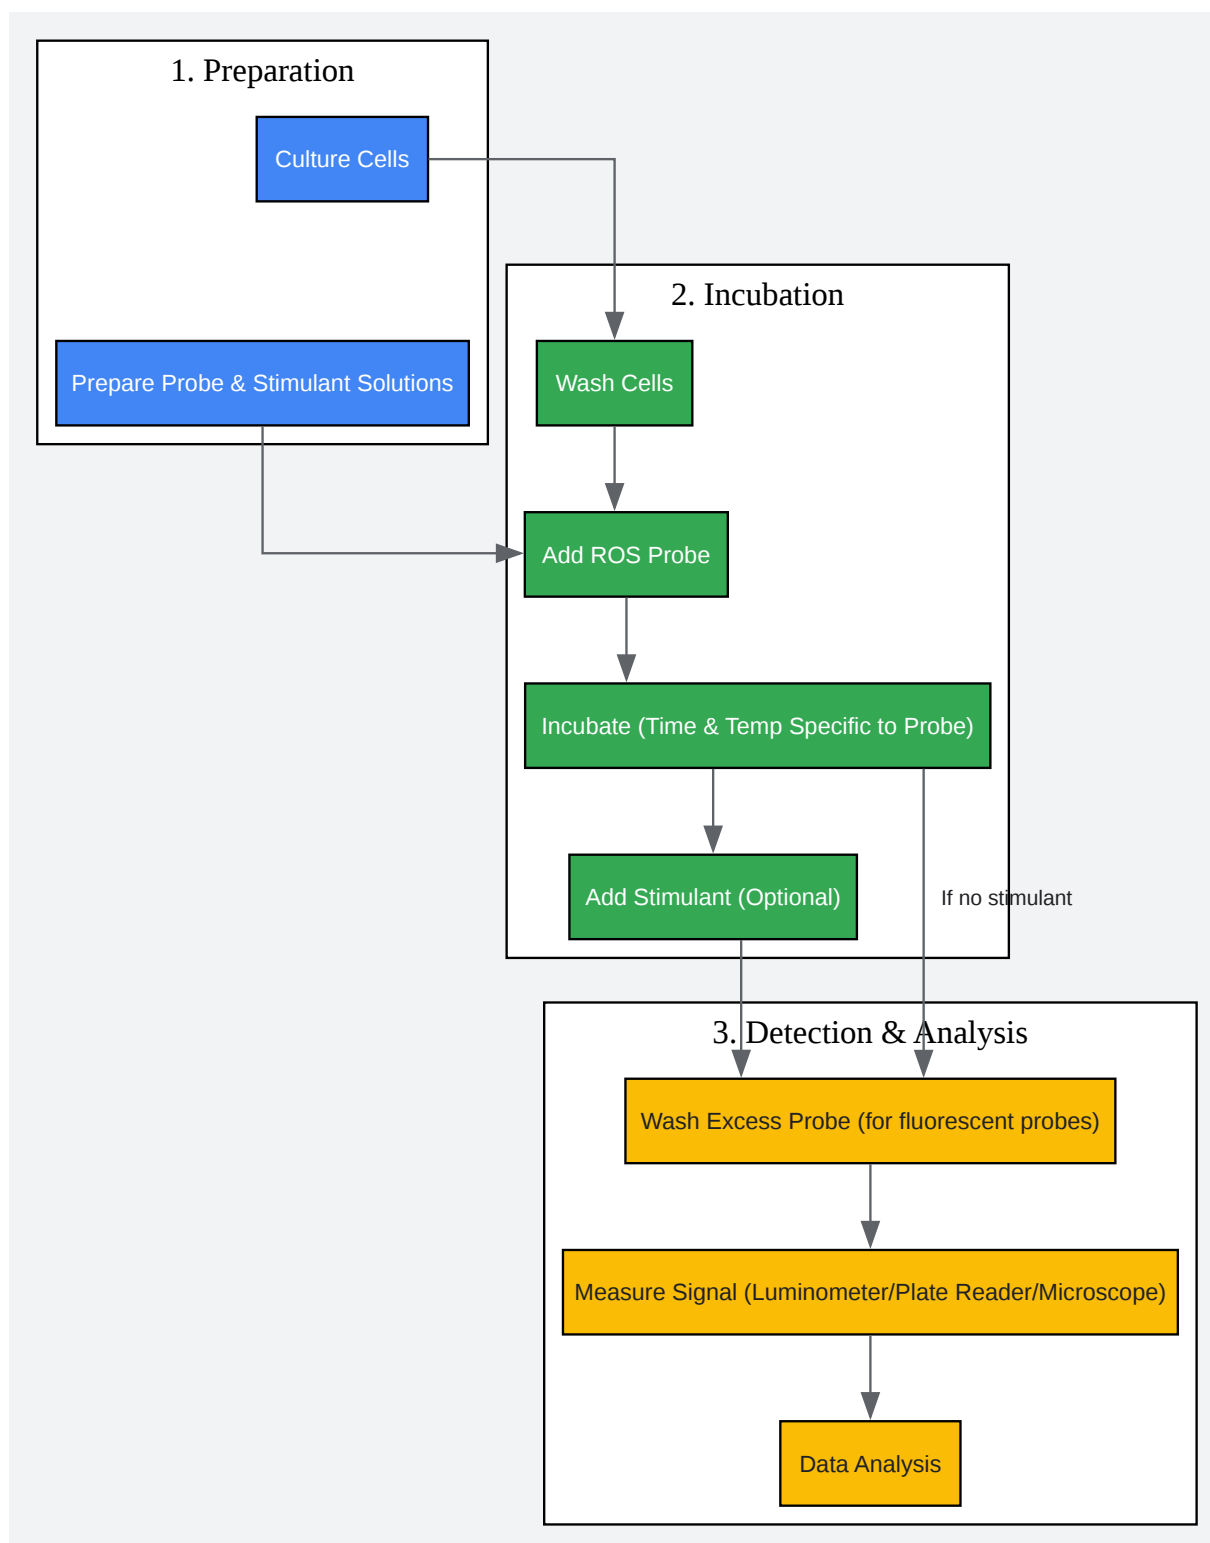 1. Preparation
Culture Cells
Prepare Probe & Stimulant Solutions
2. Incubation
Wash Cells
Add ROS Probe
Incubate (Time & Temp Specific to Probe)
Add Stimulant (Optional)
If no stimulant
3. Detection & Analysis
Wash Excess Probe (for fluorescent probes)
Measure Signal (Luminometer/Plate Reader/Microscope)
Data Analysis